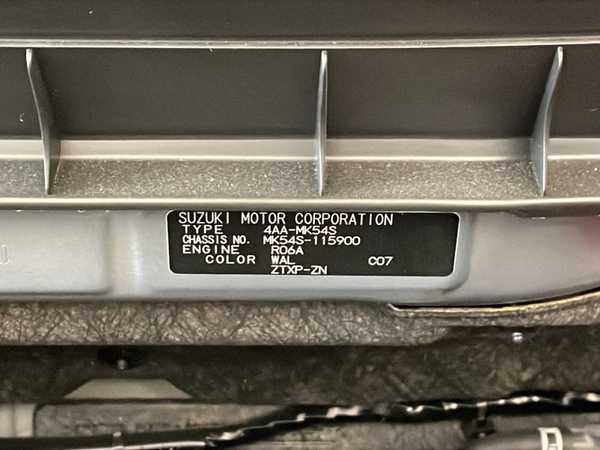 SUZUKI MOTOR CORPORATION
TYPE 4AA-MK54S
CHASSIS NO. MK54S-115900
ENGINE R06A
COLOR WAL C07
ZTXP-ZN